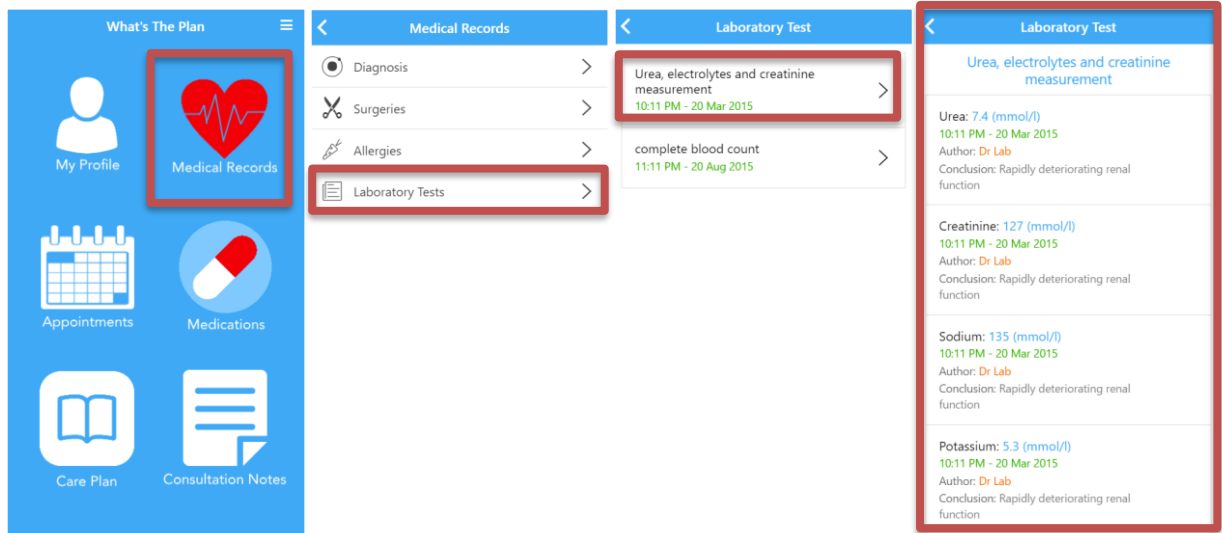 What's The Plan
My Profile
Medical Records
Appointments
Medications
Care Plan
Consultation Notes
Medical Records
Diagnosis
Surgeries
Allergies
Laboratory Tests
Laboratory Test
Urea, electrolytes and creatinine
measurement
10:11 PM - 20 Mar 2015
complete blood count
11:11 PM - 20 Aug 2015
Laboratory Test
Urea, electrolytes and creatinine
measurement
Urea: 7.4 (mmol/l)
10:11 PM - 20 Mar 2015
Author: Dr Lab
Conclusion: Rapidly deteriorating renal
function
Creatinine: 127 (mmol/l)
10:11 PM - 20 Mar 2015
Author: Dr Lab
Conclusion: Rapidly deteriorating renal
function
Sodium: 135 (mmol/l)
10:11 PM - 20 Mar 2015
Author: Dr Lab
Conclusion: Rapidly deteriorating renal
function
Potassium: 5.3 (mmol/l)
10:11 PM - 20 Mar 2015
Author: Dr Lab
Conclusion: Rapidly deteriorating renal
function